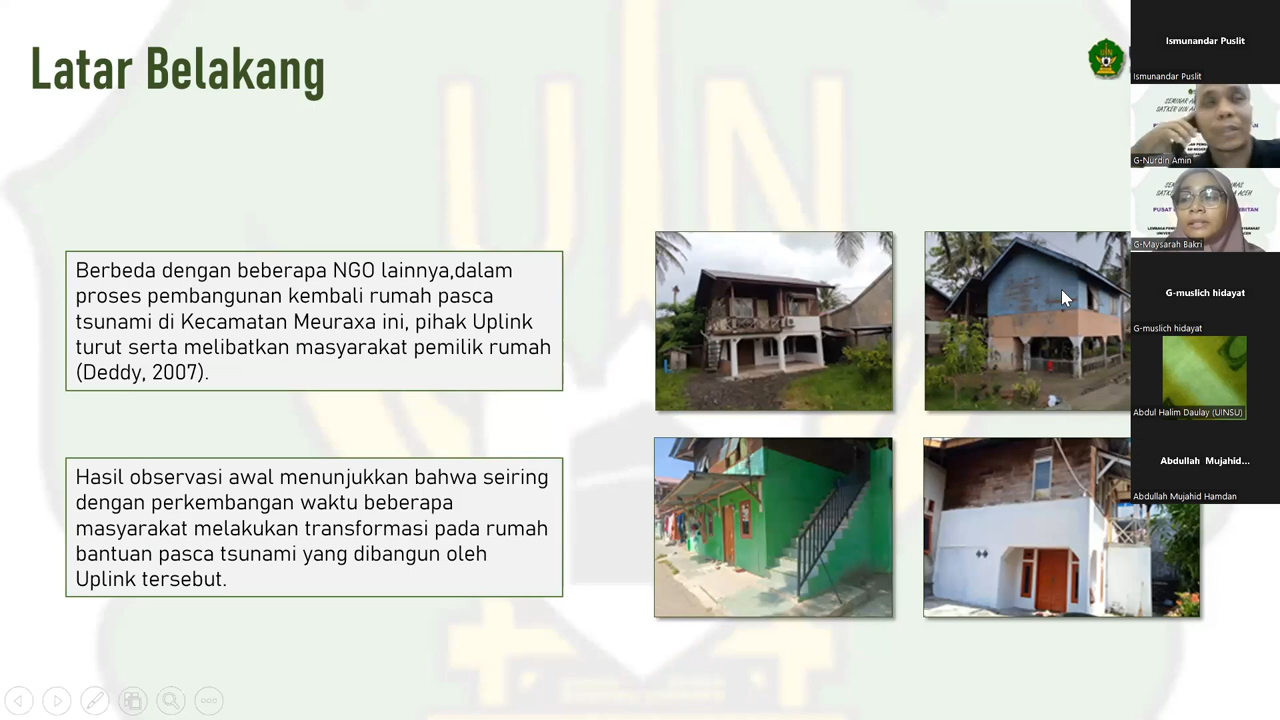 Latar Belakang
UIN
Berbeda dengan beberapa NGO lainnya,dalam
proses pembangunan kembali rumah pasca
tsunami di Kecamatan Meuraxa ini, pihak Uplink
turut serta melibatkan masyarakat pemilik rumah
(Deddy, 2007).
Hasil observasi awal menunjukkan bahwa seiring
dengan perkembangan waktu beberapa
masyarakat melakukan transformasi pada rumah
bantuan pasca tsunami yang dibangun oleh
Uplink tersebut.
Ismunandar Puslit
Ismunandar Puslit
G-Nurdin Amin
G-Maysarah Bakri
G-muslich hidayat
G-muslich hidayat
Abdul Halim Daulay (UINSU)
Abdullah Mujahid...
Abdullah Mujahid Hamdan